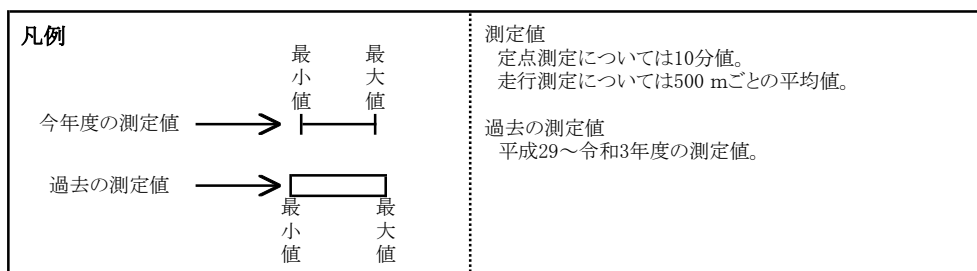 凡例
最小値
最大値
今年度の測定値
過去の測定値
最小値
最大値
測定値
定点測定については10分値。
走行測定については500 mごとの平均値。
過去の測定値
平成29～令和3年度の測定値。